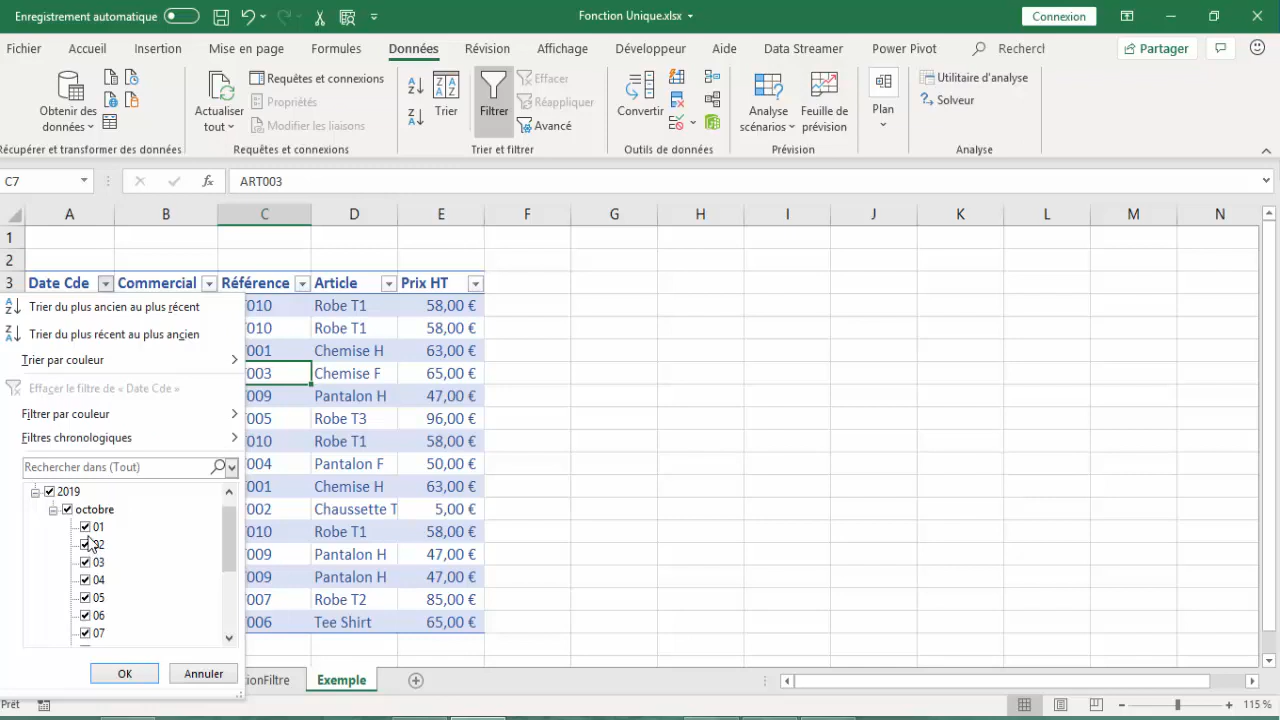 Enregistrement automatique
Fonction Unique.xlsx
Connexion
Fichier Accueil Insertion Mise en page Formules Données Révision Affichage Développeur Aide Data Streamer Power Pivot Recherch Partager
Obtenir des données
Actualiser tout
Requêtes et connexions
Propriétés
Modifier les liaisons
Trier
Filtrer
Effacer
Réappliquer
Avancé
Convertir
Analyse scénarios
Feuille de prévision
Plan
Utilitaire d'analyse
Solveur
Récupérer et transformer des données Requêtes et connexions Trier et filtrer Outils de données Prévision Analyse
C7 fx ART003
A B C D E F G H I J K L M N
1
2
3 Date Cde Commercial Référence Article Prix HT
010 Robe T1 58,00 €
010 Robe T1 58,00 €
001 Chemise H 63,00 €
003 Chemise F 65,00 €
009 Pantalon H 47,00 €
005 Robe T3 96,00 €
010 Robe T1 58,00 €
004 Pantalon F 50,00 €
001 Chemise H 63,00 €
002 Chaussette T 5,00 €
010 Robe T1 58,00 €
009 Pantalon H 47,00 €
009 Pantalon H 47,00 €
007 Robe T2 85,00 €
006 Tee Shirt 65,00 €
Trier du plus ancien au plus récent
Trier du plus récent au plus ancien
Trier par couleur
Effacer le filtre de « Date Cde »
Filtrer par couleur
Filtres chronologiques
Rechercher dans (Tout)
2019
octobre
01
02
03
04
05
06
07
OK Annuler
ionFiltre Exemple
Prêt 115 %